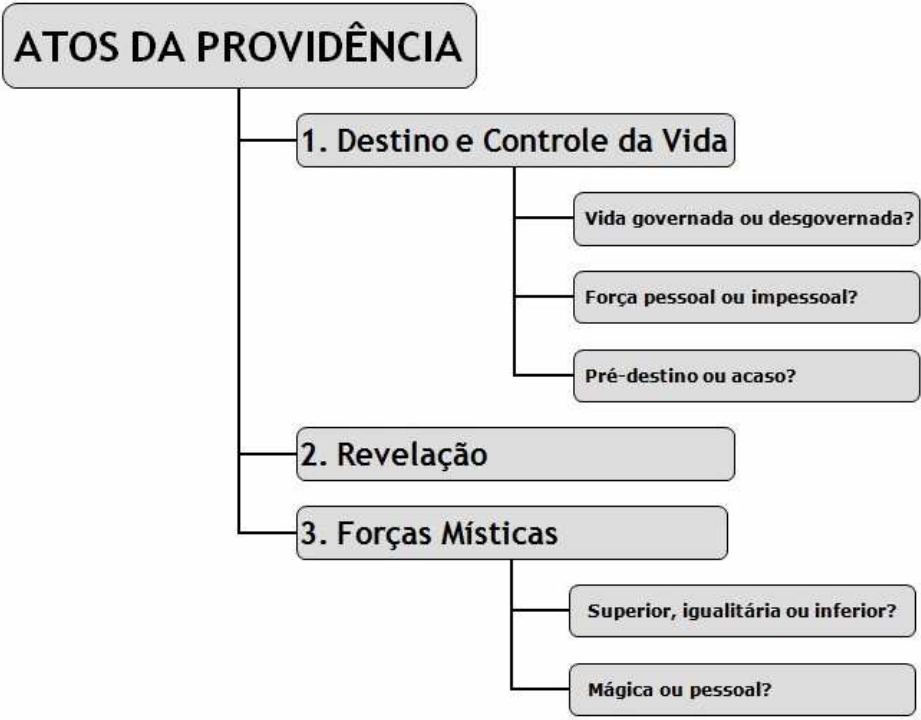 ATOS DA PROVIDÊNCIA
1. Destino e Controle da Vida
Vida governada ou desgovernada?
Força pessoal ou impessoal?
Pré-destino ou acaso?
2. Revelação
3. Forças Místicas
Superior, igualitária ou inferior?
Mágica ou pessoal?